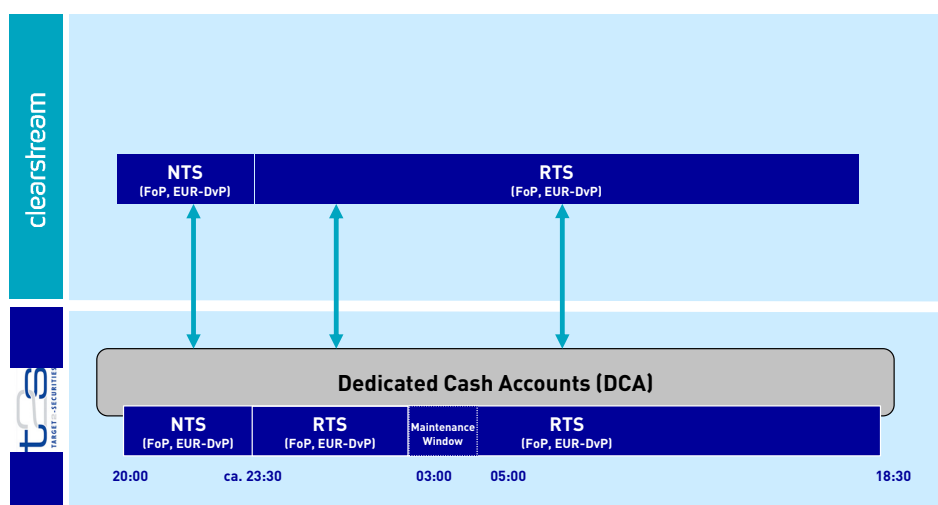 clearstream
NTS
(FoP, EUR-DvP)
RTS
(FoP, EUR-DvP)
t2s
TARGET2-SECURITIES
Dedicated Cash Accounts (DCA)
NTS
(FoP, EUR-DvP)
RTS
(FoP, EUR-DvP)
Maintenance
Window
RTS
(FoP, EUR-DvP)
20:00
ca. 23:30
03:00
05:00
18:30